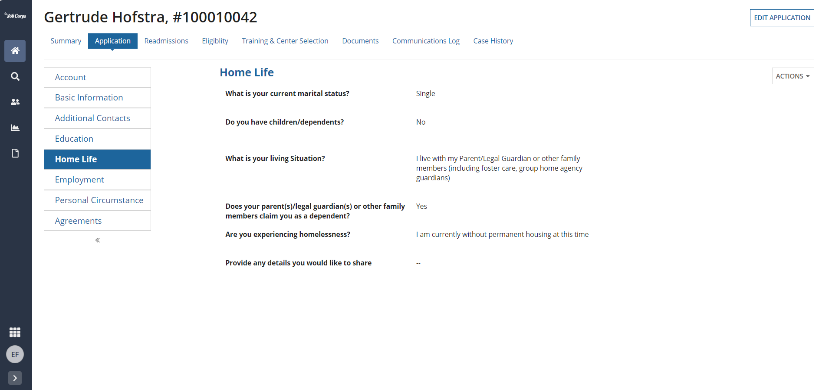 Job Corps
Gertrude Hofstra, #100010042
EDIT APPLICATION
Summary Application Readmissions Eligiblity Training & Center Selection Documents Communications Log Case History
Account
Basic Information
Additional Contacts
Education
Home Life
Employment
Personal Circumstance
Agreements
«
Home Life
ACTIONS
What is your current marital status? Single
Do you have children/dependents? No
What is your living Situation? I live with my Parent/Legal Guardian or other family
members (including foster care, group home agency
guardians)
Does your parent(s)/legal guardian(s) or other family Yes
members claim you as a dependent?
Are you experiencing homelessness? I am currently without permanent housing at this time
Provide any details you would like to share --
EF